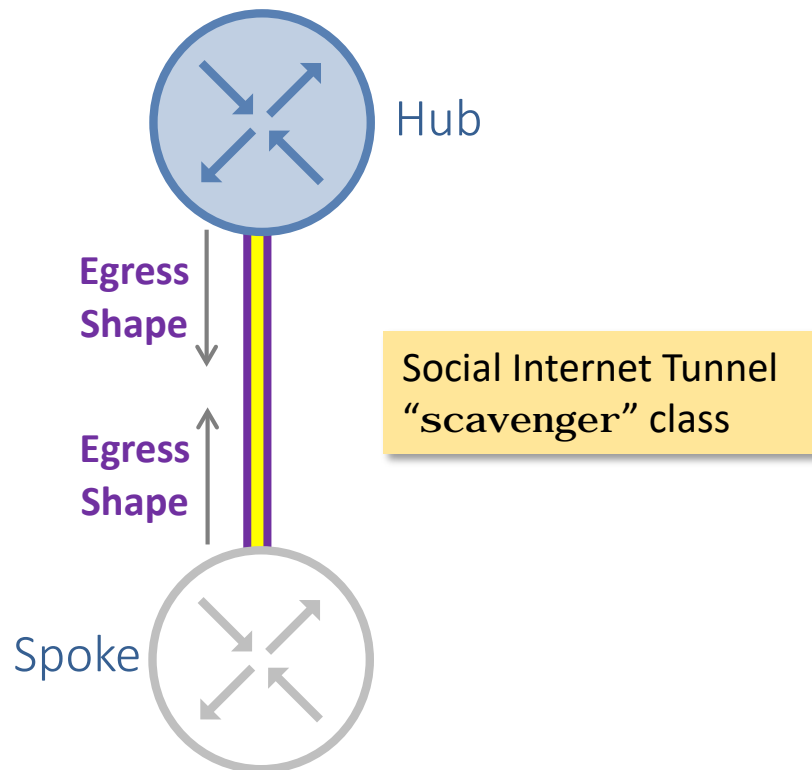 Hub
Egress
Shape
Social Internet Tunnel
“scavenger” class
Egress
Shape
Spoke